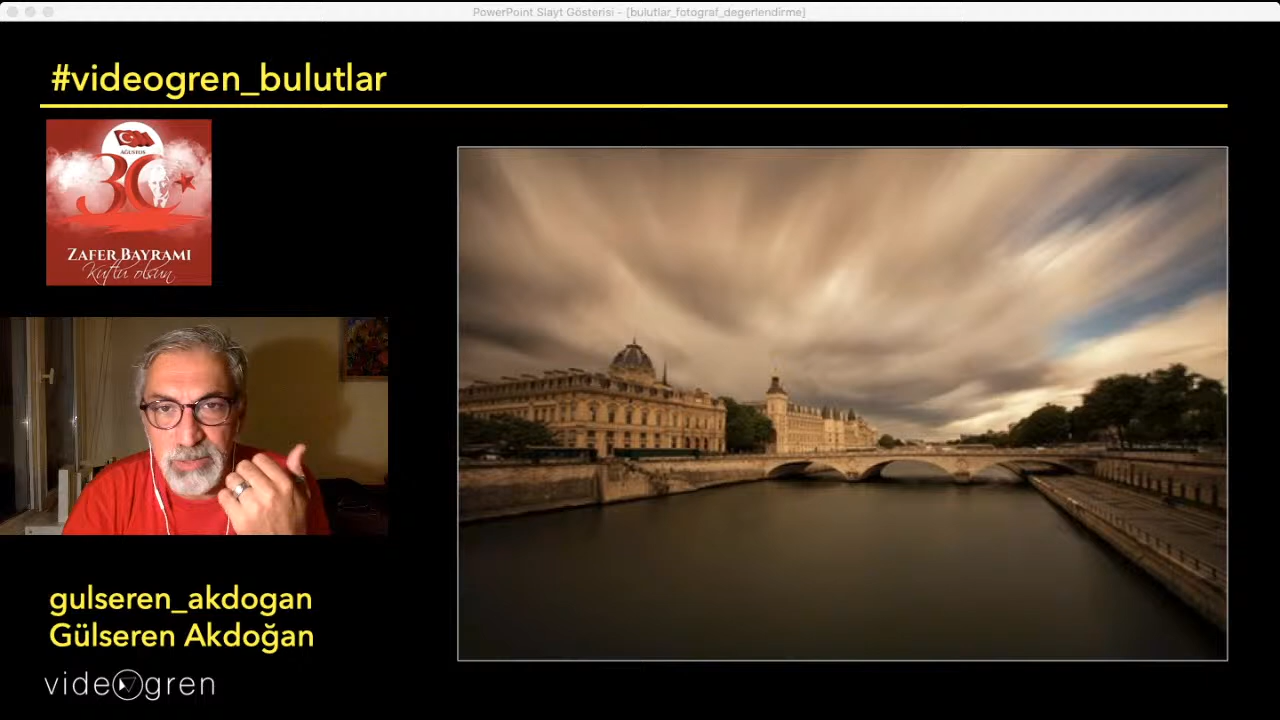 PowerPoint Slayt Gösterisi - [bulutlar_fotograf_degerlendirme]
#videogren_bulutlar
AĞUSTOS
30
ZAFER BAYRAMI
Kutlu olsun
gulseren_akdogan
Gülseren Akdoğan
videogren